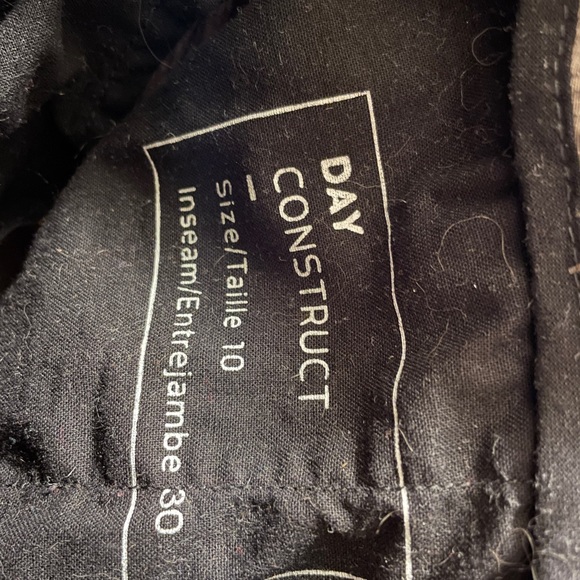 DAY
CONSTRUCT
—
Size/Taille 10
Inseam/Entrejambe 30